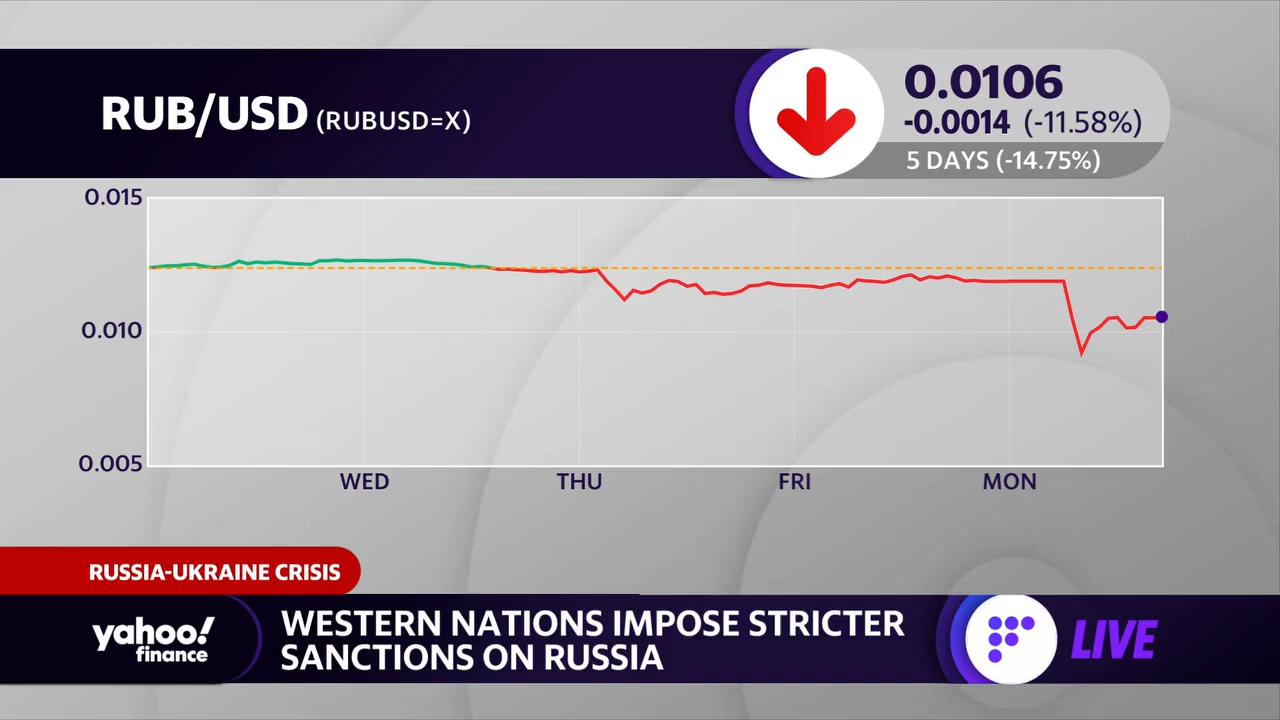 RUB/USD (RUBUSD=X)
0.0106
-0.0014 (-11.58%)
5 DAYS (-14.75%)
0.015
0.010
0.005
WED THU FRI MON
RUSSIA-UKRAINE CRISIS
yahoo!
finance
WESTERN NATIONS IMPOSE STRICTER
SANCTIONS ON RUSSIA
LIVE